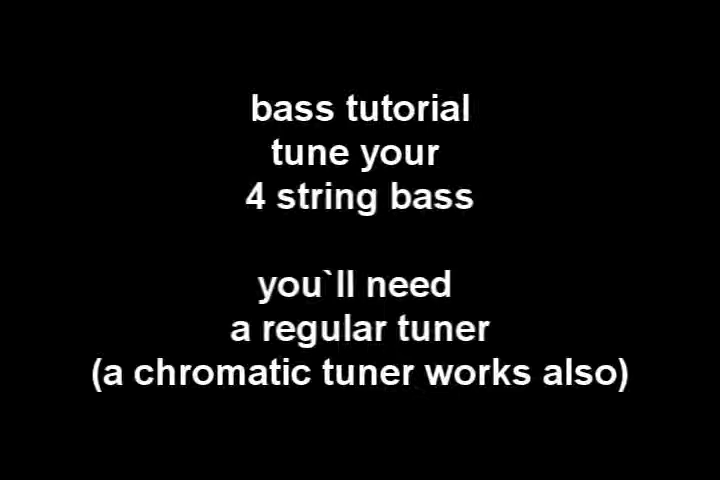 bass tutorial
tune your
4 string bass
you`ll need
a regular tuner
(a chromatic tuner works also)